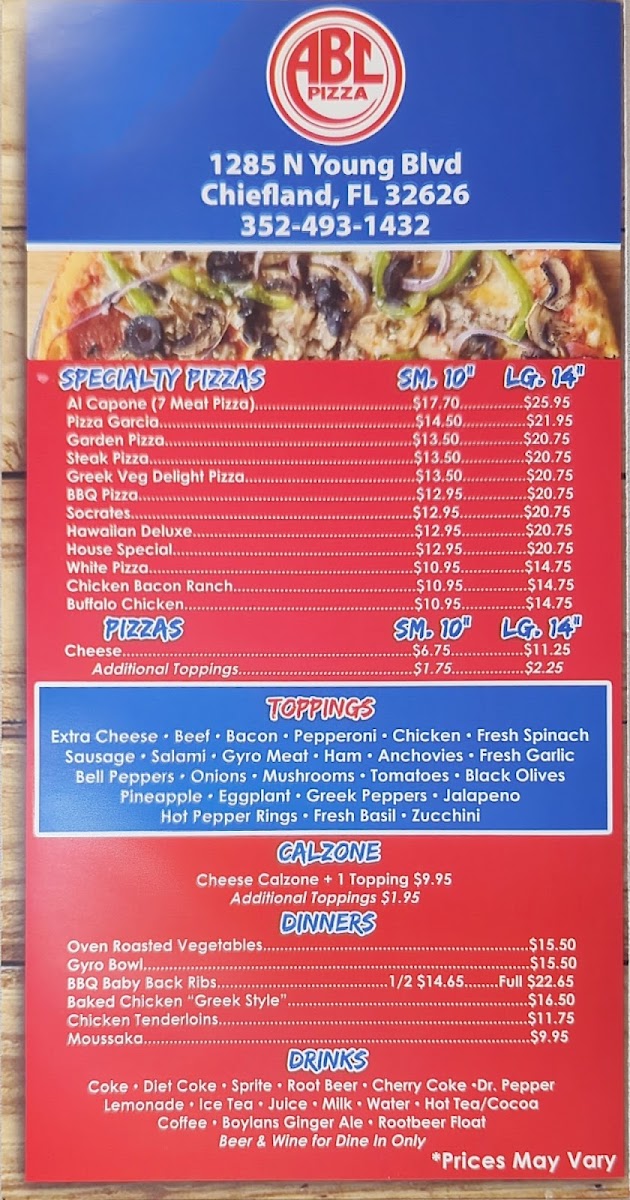 ABC
PIZZA
1285 N Young Blvd
Chiefland, FL 32626
352-493-1432
SPECIALTY PIZZAS SM. 10" LG. 14"
Al Capone (7 Meat Pizza) $17.70 $25.95
Pizza Garcia $14.50 $21.95
Garden Pizza $13.50 $20.75
Steak Pizza $13.50 $20.75
Greek Veg Delight Pizza $13.50 $20.75
BBQ Pizza $12.95 $20.75
Socrates $12.95 $20.75
Hawaiian Deluxe $12.95 $20.75
House Special $12.95 $20.75
White Pizza $10.95 $14.75
Chicken Bacon Ranch $10.95 $14.75
Buffalo Chicken $10.95 $14.75
PIZZAS SM. 10" LG. 14"
Cheese $6.75 $11.25
Additional Toppings $1.75 $2.25
TOPPINGS
Extra Cheese • Beef • Bacon • Pepperoni • Chicken • Fresh Spinach
Sausage • Salami • Gyro Meat • Ham • Anchovies • Fresh Garlic
Bell Peppers • Onions • Mushrooms • Tomatoes • Black Olives
Pineapple • Eggplant • Greek Peppers • Jalapeno
Hot Pepper Rings • Fresh Basil • Zucchini
CALZONE
Cheese Calzone + 1 Topping $9.95
Additional Toppings $1.95
DINNERS
Oven Roasted Vegetables $15.50
Gyro Bowl $15.50
BBQ Baby Back Ribs 1/2 $14.65 Full $22.65
Baked Chicken "Greek Style" $16.50
Chicken Tenderloins $11.75
Moussaka $9.95
DRINKS
Coke • Diet Coke • Sprite • Root Beer • Cherry Coke •Dr. Pepper
Lemonade • Ice Tea • Juice • Milk • Water • Hot Tea/Cocoa
Coffee • Boylans Ginger Ale • Rootbeer Float
Beer & Wine for Dine In Only
*Prices May Vary